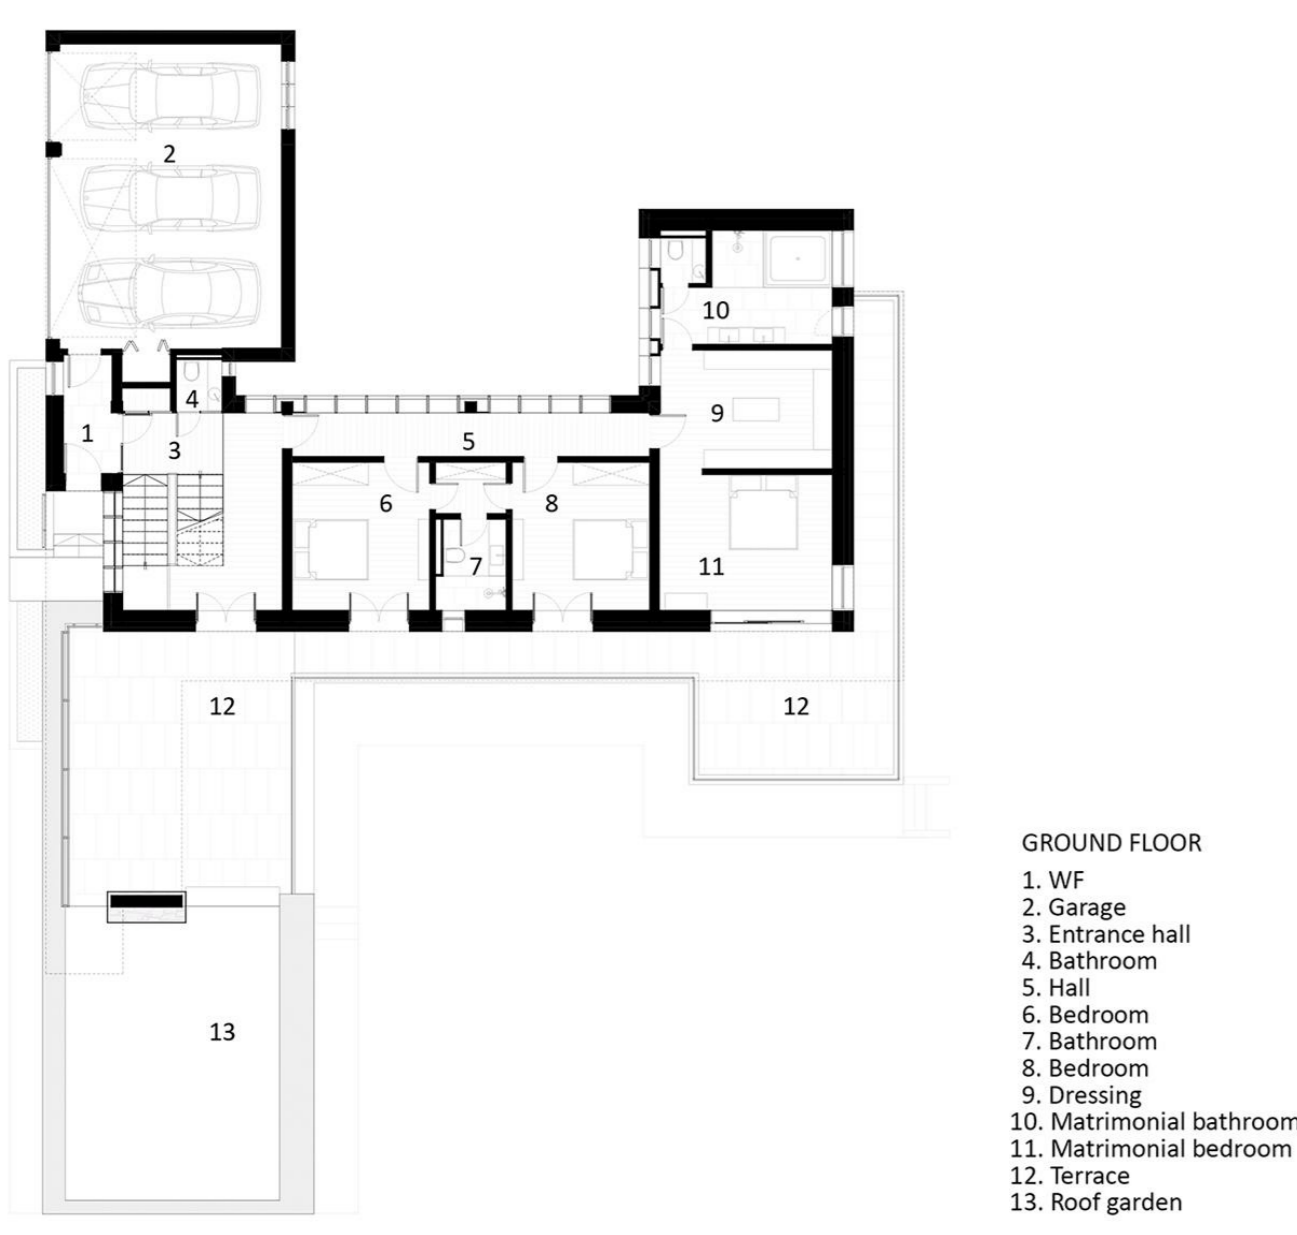 2
10
4
9
1
3
5
6
8
7
11
12
12
13
GROUND FLOOR
1. WF
2. Garage
3. Entrance hall
4. Bathroom
5. Hall
6. Bedroom
7. Bathroom
8. Bedroom
9. Dressing
10. Matrimonial bathroom
11. Matrimonial bedroom
12. Terrace
13. Roof garden